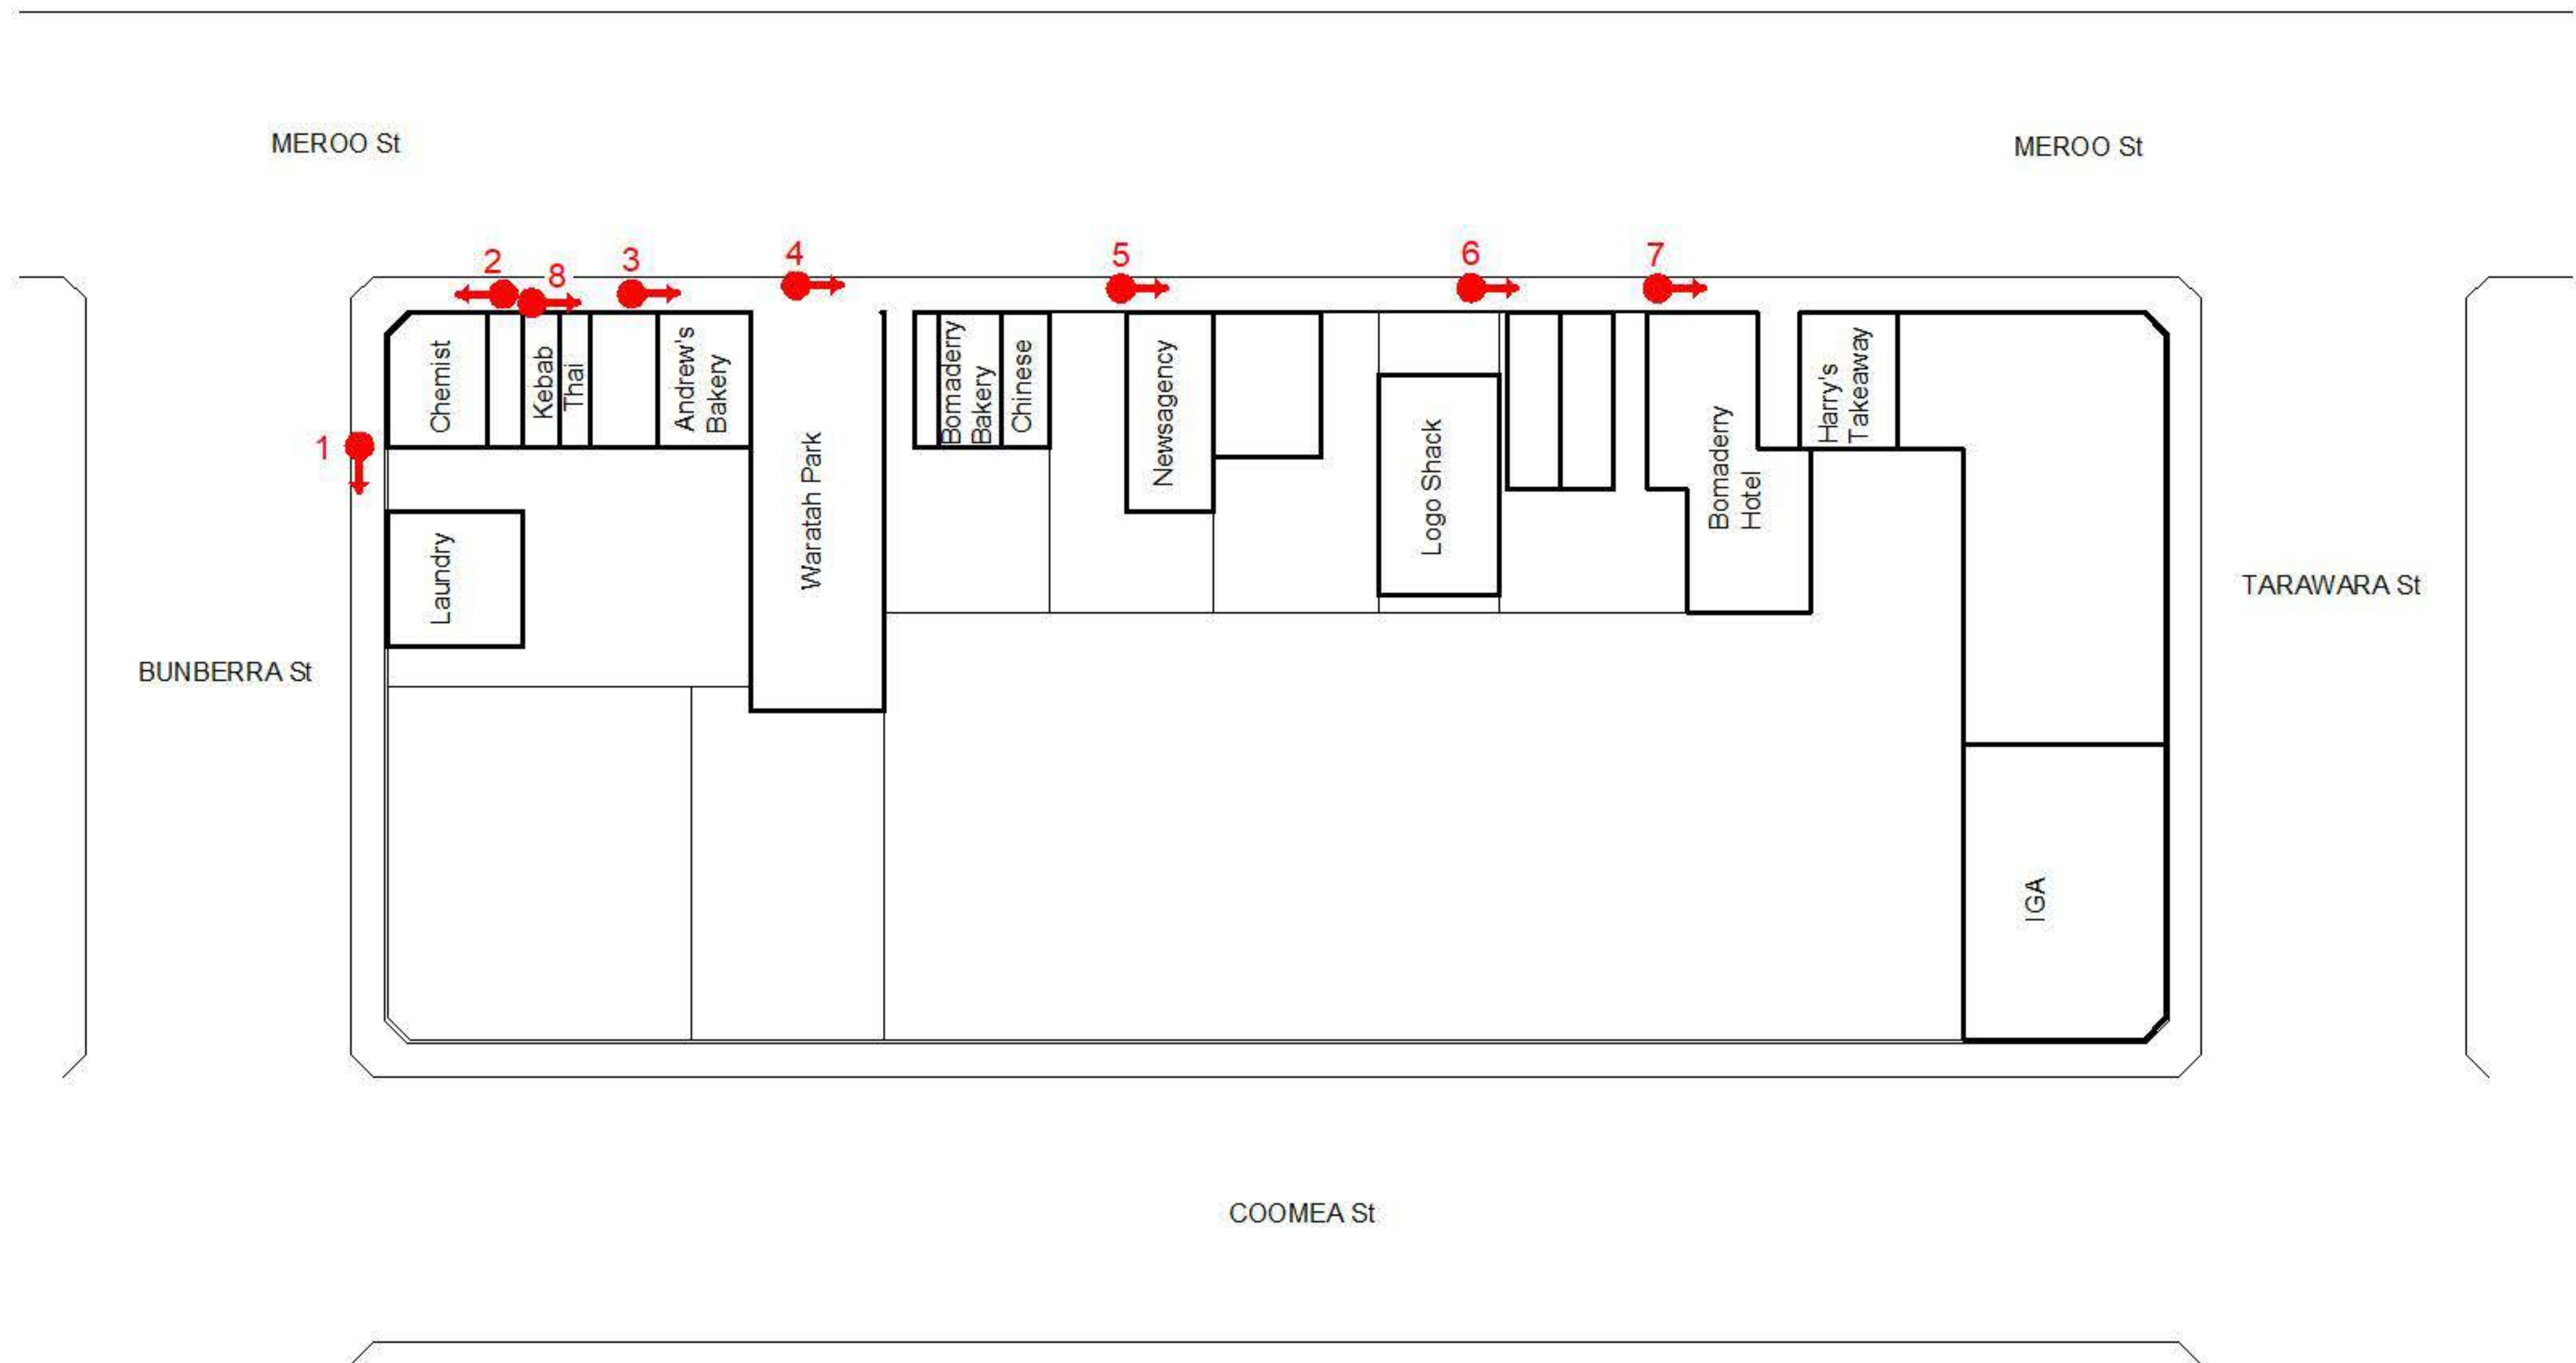 MEROO St
MEROO St
2
8
3
4
5
6
7
1
Chemist
Kebab
Thai
Andrew's
Bakery
Waratah Park
Bomaderry
Bakery
Chinese
Newsagency
Logo Shack
Bomaderry
Hotel
Harry's
Takeaway
Laundry
TARAWARA St
BUNBERRA St
IGA
COOMEA St